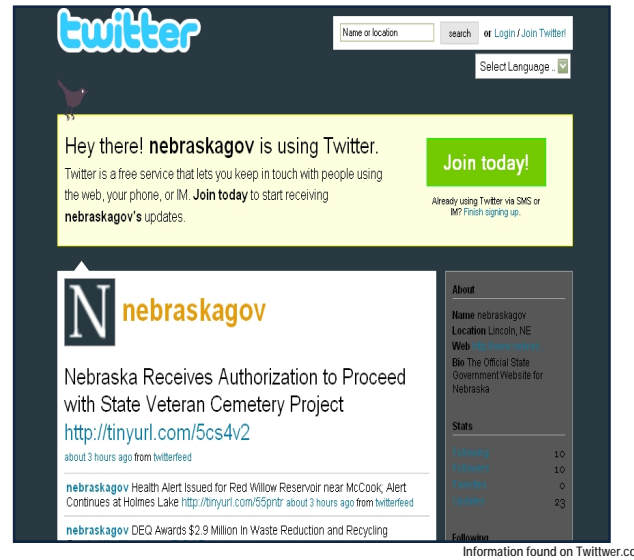 twitter
Name or location
search
or Login / Join Twitter!
Select Language ..
Hey there! nebraskagov is using Twitter.
Twitter is a free service that lets you keep in touch with people using
the web, your phone, or IM. Join today to start receiving
nebraskagov's updates.
Join today!
Already using Twitter via SMS or
IM? Finish signing up.
N
nebraskagov
Nebraska Receives Authorization to Proceed
with State Veteran Cemetery Project
http://tinyurl.com/5cs4v2
about 3 hours ago from twitterfeed
nebraskagov Health Alert Issued for Red Willow Reservoir near McCook; Alert
Continues at Holmes Lake http://tinyurl.com/55pntr about 3 hours ago from twitterfeed
nebraskagov DEQ Awards $2.9 Million In Waste Reduction and Recycling
About
Name nebraskagov
Location Lincoln, NE
Web
Bio The Official State
Government Website for
Nebraska
Stats
Following 10
Followers 10
Favorites 0
Updates 23
Following
Information found on Twittwer.co